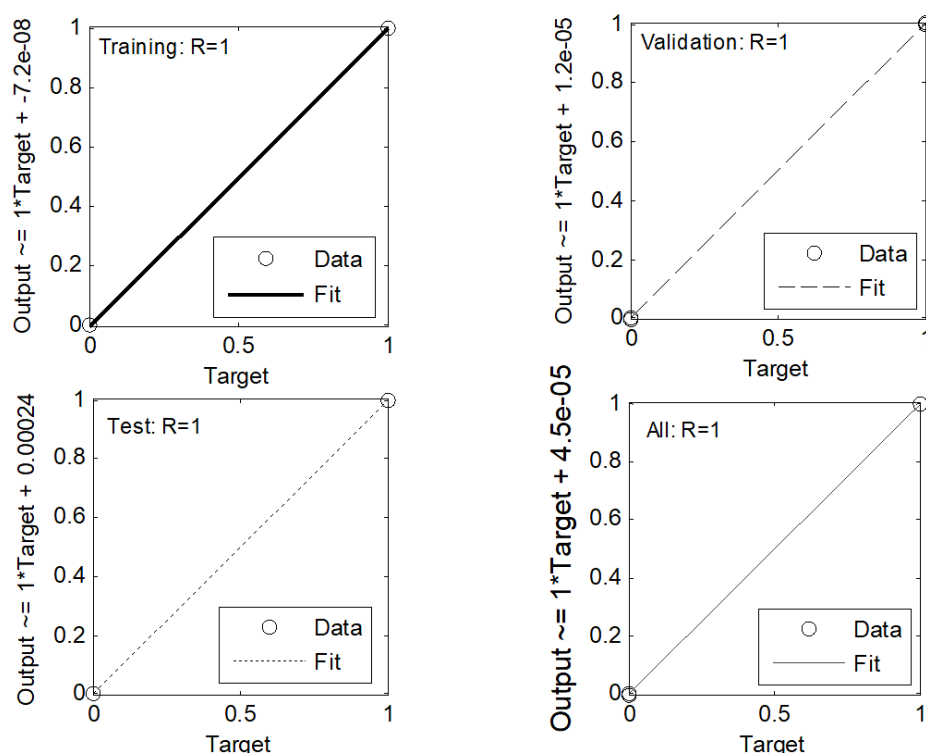 Output ~= 1*Target + -7.2e-08
1
0.8
0.6
0.4
0.2
0
Training: R=1
Data
Fit
0
0.5
1
Target
Output ~= 1*Target + 1.2e-05
1
0.8
0.6
0.4
0.2
0
Validation: R=1
Data
Fit
0
0.5
1
Target
Output ~= 1*Target + 0.00024
1
0.8
0.6
0.4
0.2
0
Test: R=1
Data
Fit
0
0.5
1
Target
Output ~= 1*Target + 4.5e-05
1
0.8
0.6
0.4
0.2
0
All: R=1
Data
Fit
0
0.5
1
Target